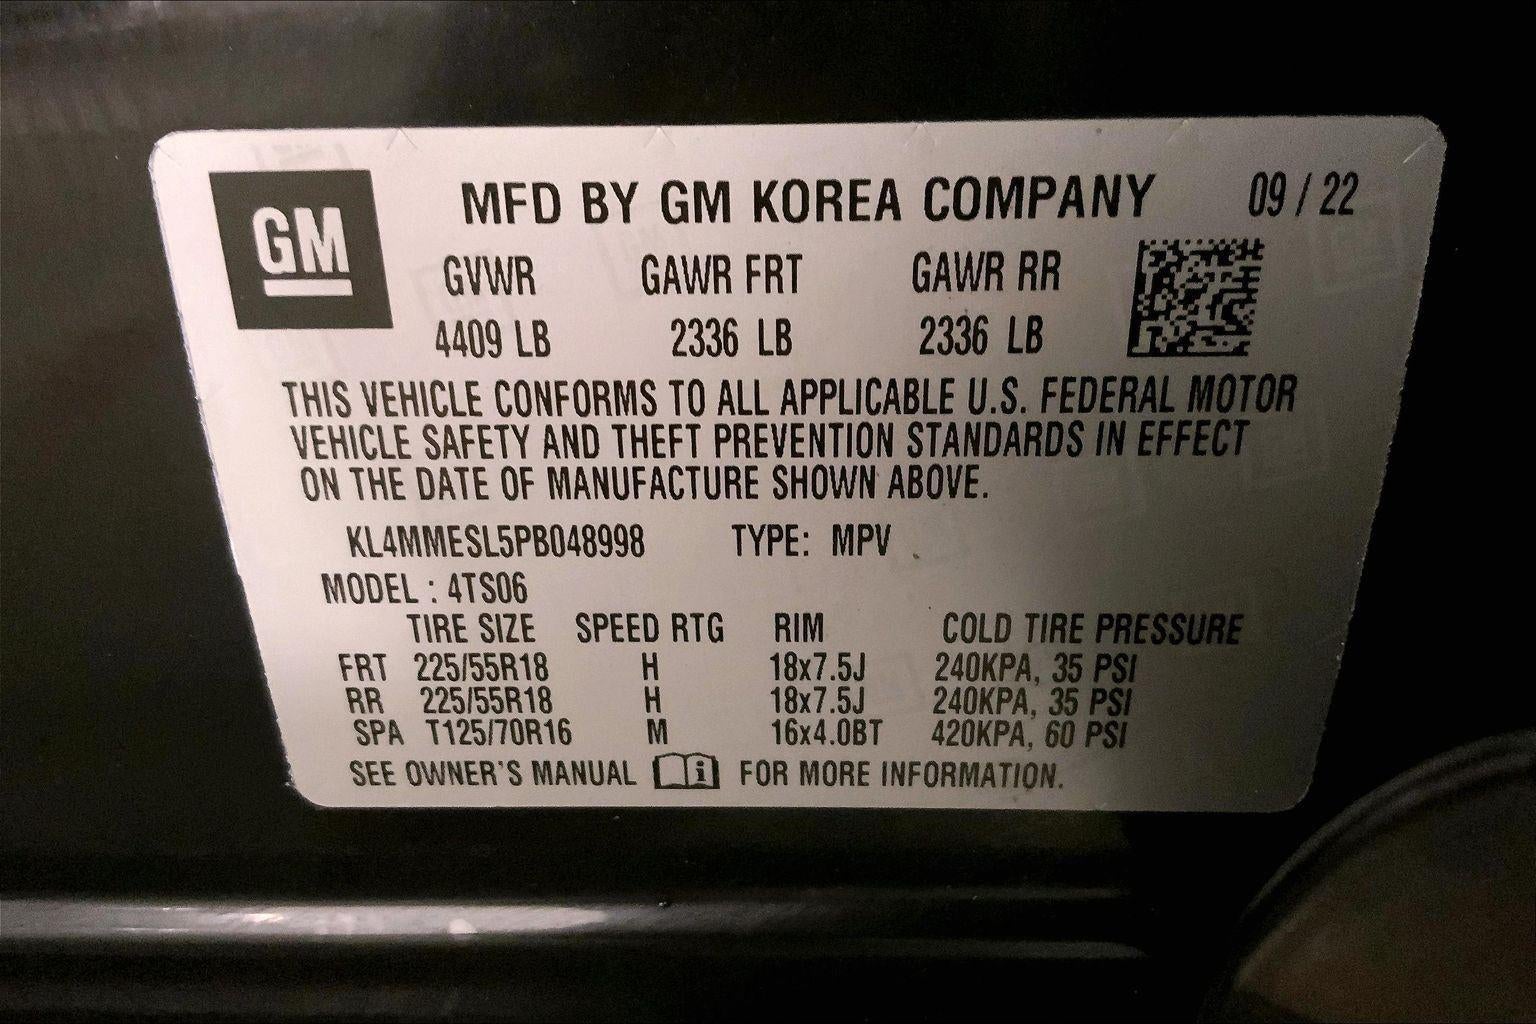 GM
MFD BY GM KOREA COMPANY 09 / 22
GVWR GAWR FRT GAWR RR
4409 LB 2336 LB 2336 LB
THIS VEHICLE CONFORMS TO ALL APPLICABLE U.S. FEDERAL MOTOR
VEHICLE SAFETY AND THEFT PREVENTION STANDARDS IN EFFECT
ON THE DATE OF MANUFACTURE SHOWN ABOVE.
KL4MMESL5PB048998 TYPE: MPV
MODEL : 4TS06
TIRE SIZE SPEED RTG RIM COLD TIRE PRESSURE
FRT 225/55R18 H 18x7.5J 240KPA, 35 PSI
RR 225/55R18 H 18x7.5J 240KPA, 35 PSI
SPA T125/70R16 M 16x4.0BT 420KPA, 60 PSI
SEE OWNER'S MANUAL i FOR MORE INFORMATION.